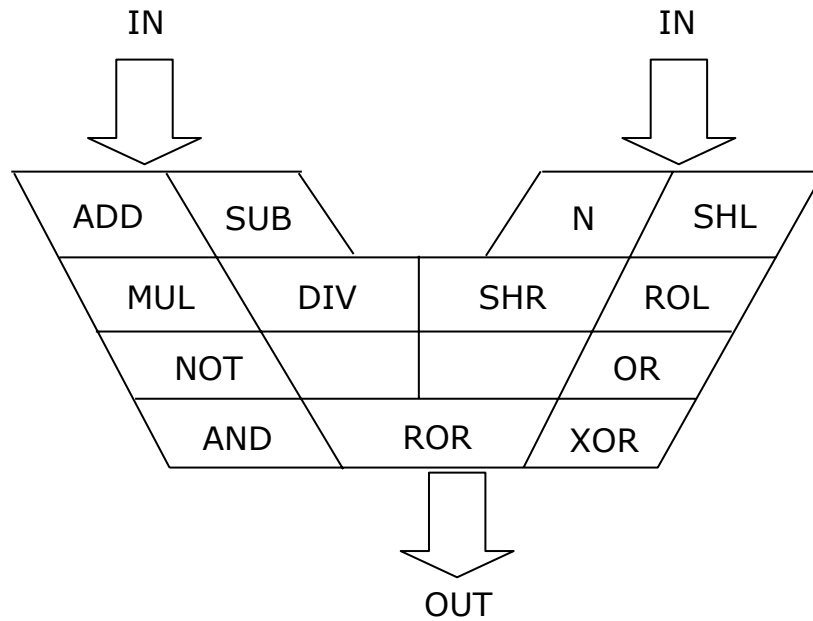 IN IN
ADD SUB N SHL
MUL DIV SHR ROL
NOT OR
AND ROR XOR
OUT